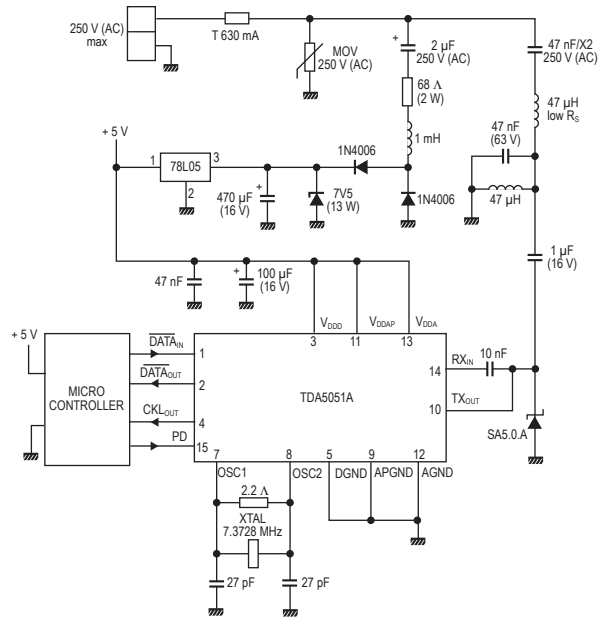 250 V (AC)
max
T 630 mA
MOV
250 V (AC)
+
2 µF
250 V (AC)
47 nF/X2
250 V (AC)
68 Λ
(2 W)
47 µH
low R_S
1 mH
47 nF
(63 V)
47 µH
+ 5 V
1
78L05
3
2
1N4006
+
470 µF
(16 V)
7V5
(13 W)
1N4006
1 µF
(16 V)
47 nF
+
100 µF
(16 V)
V_DDD
V_DDAP
V_DDA
3
11
13
+ 5 V
MICRO
CONTROLLER
DATA_IN
1
DATA_OUT
2
CKL_OUT
4
PD
15
TDA5051A
14
RX_IN
10 nF
10
TX_OUT
SA5.0.A
7
8
5
9
12
OSC1
OSC2
DGND
APGND
AGND
2.2 Λ
XTAL
7.3728 MHz
27 pF
27 pF